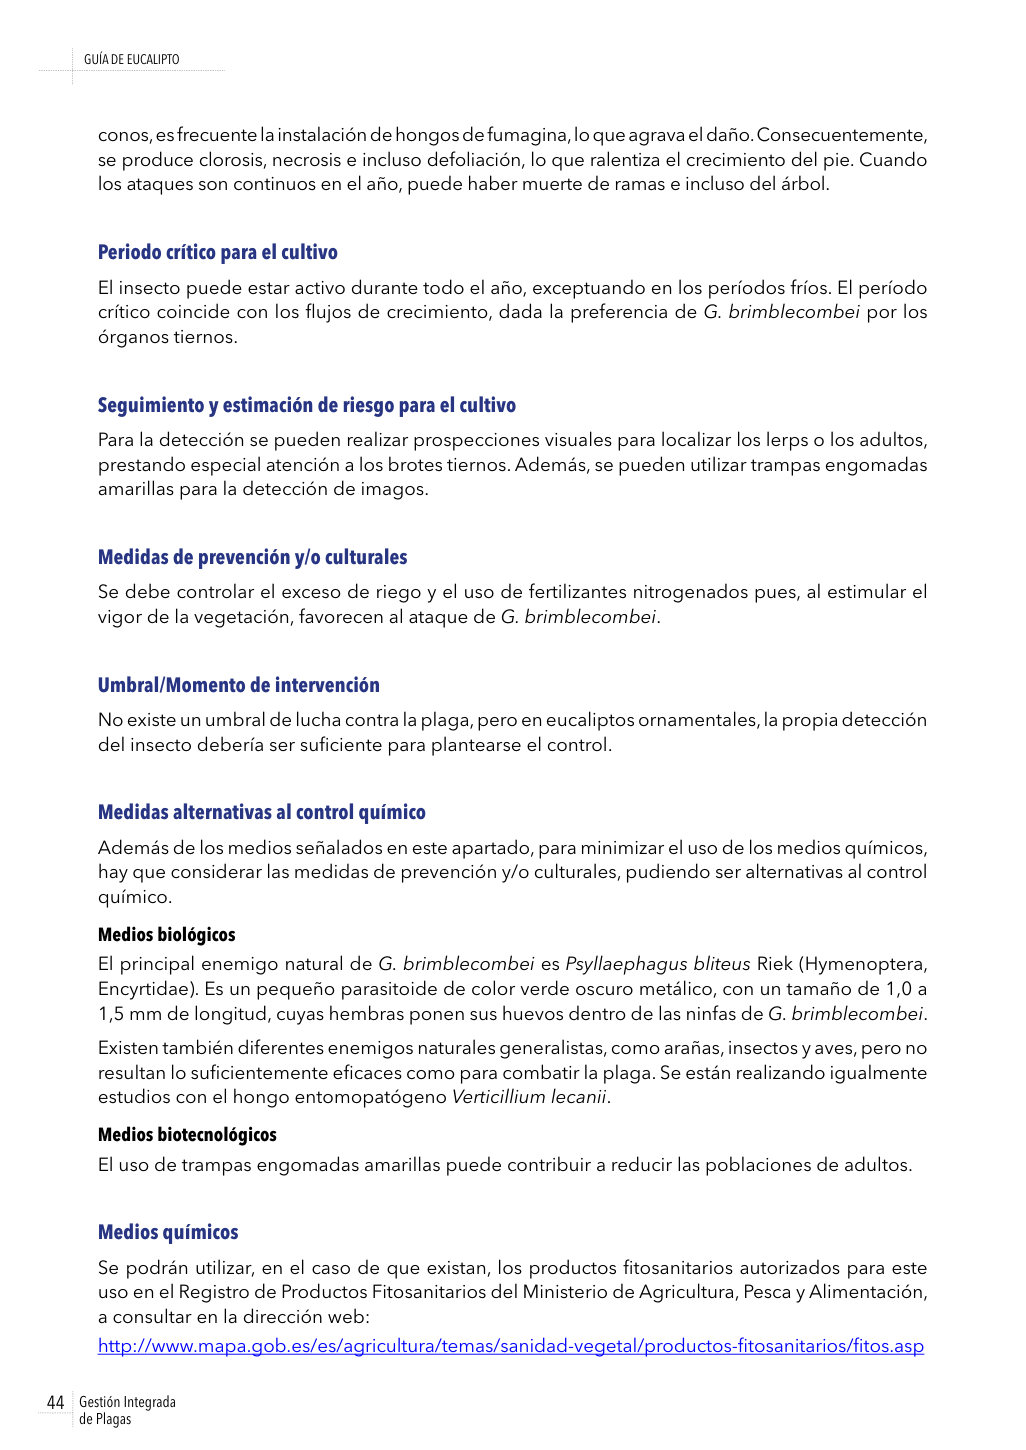 GUÍA DE EUCALIPTO
conos, es frecuente la instalación de hongos de fumagina, lo que agrava el daño. Consecuentemente,
se produce clorosis, necrosis e incluso defoliación, lo que ralentiza el crecimiento del pie. Cuando
los ataques son continuos en el año, puede haber muerte de ramas e incluso del árbol.
Periodo crítico para el cultivo
El insecto puede estar activo durante todo el año, exceptuando en los períodos fríos. El período
crítico coincide con los flujos de crecimiento, dada la preferencia de G. brimblecombei por los
órganos tiernos.
Seguimiento y estimación de riesgo para el cultivo
Para la detección se pueden realizar prospecciones visuales para localizar los lerps o los adultos,
prestando especial atención a los brotes tiernos. Además, se pueden utilizar trampas engomadas
amarillas para la detección de imagos.
Medidas de prevención y/o culturales
Se debe controlar el exceso de riego y el uso de fertilizantes nitrogenados pues, al estimular el
vigor de la vegetación, favorecen al ataque de G. brimblecombei.
Umbral/Momento de intervención
No existe un umbral de lucha contra la plaga, pero en eucaliptos ornamentales, la propia detección
del insecto debería ser suficiente para plantearse el control.
Medidas alternativas al control químico
Además de los medios señalados en este apartado, para minimizar el uso de los medios químicos,
hay que considerar las medidas de prevención y/o culturales, pudiendo ser alternativas al control
químico.
Medios biológicos
El principal enemigo natural de G. brimblecombei es Psyllaephagus bliteus Riek (Hymenoptera,
Encyrtidae). Es un pequeño parasitoide de color verde oscuro metálico, con un tamaño de 1,0 a
1,5 mm de longitud, cuyas hembras ponen sus huevos dentro de las ninfas de G. brimblecombei.
Existen también diferentes enemigos naturales generalistas, como arañas, insectos y aves, pero no
resultan lo suficientemente eficaces como para combatir la plaga. Se están realizando igualmente
estudios con el hongo entomopatógeno Verticillium lecanii.
Medios biotecnológicos
El uso de trampas engomadas amarillas puede contribuir a reducir las poblaciones de adultos.
Medios químicos
Se podrán utilizar, en el caso de que existan, los productos fitosanitarios autorizados para este
uso en el Registro de Productos Fitosanitarios del Ministerio de Agricultura, Pesca y Alimentación,
a consultar en la dirección web:
http://www.mapa.gob.es/es/agricultura/temas/sanidad-vegetal/productos-fitosanitarios/fitos.asp
44 Gestión Integrada
de Plagas